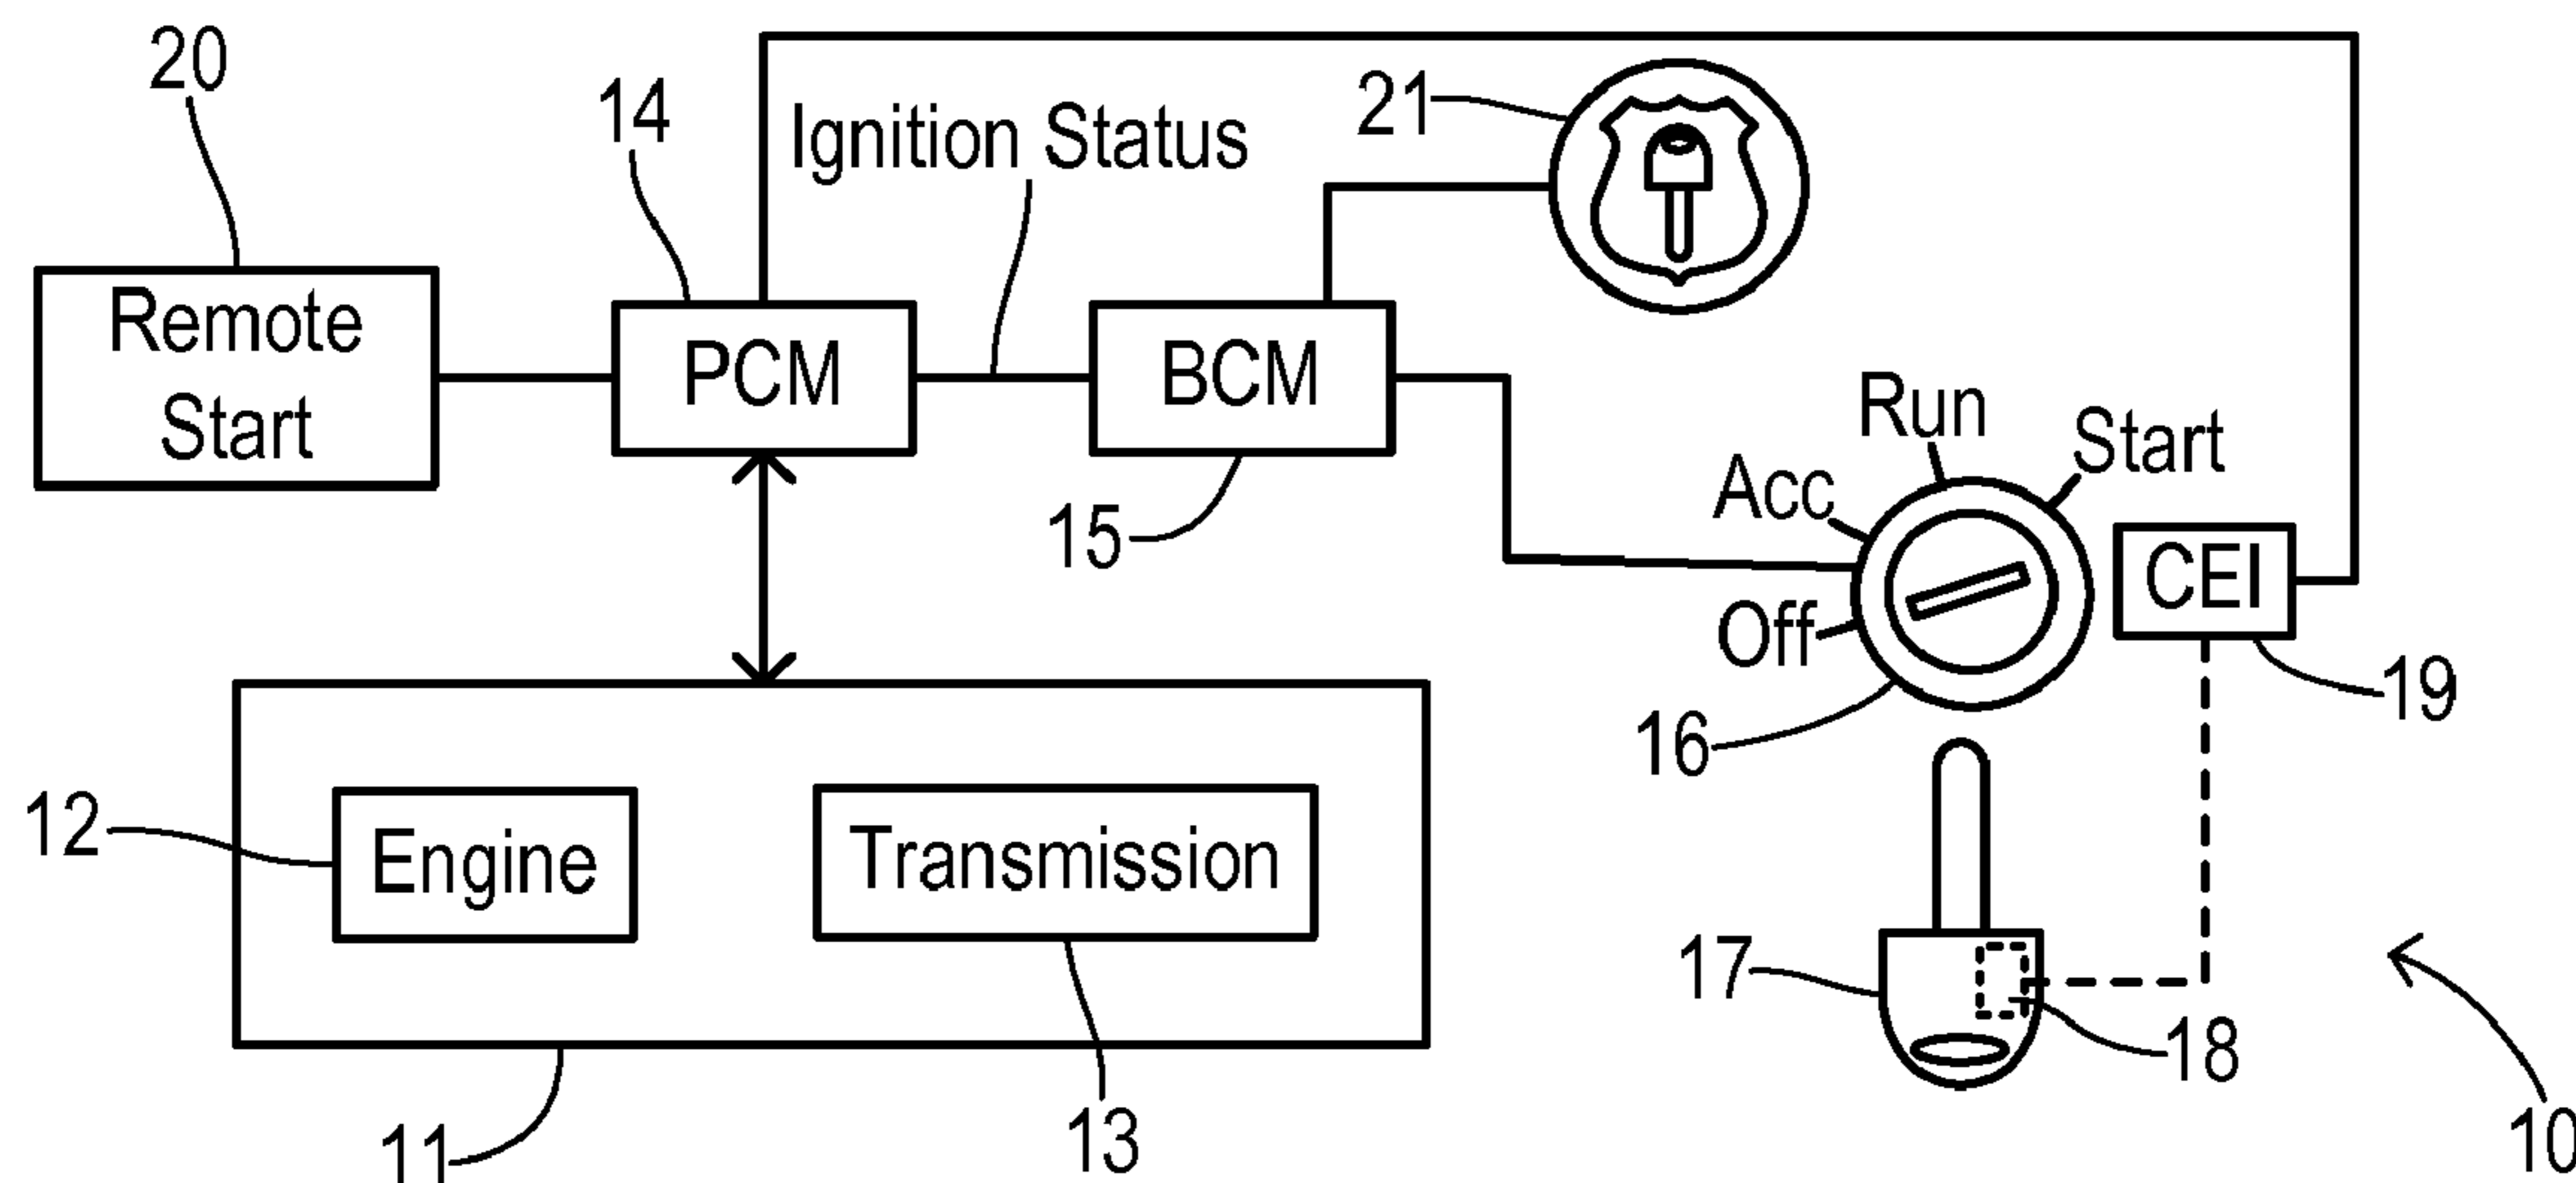 20
14
Ignition Status
21
Remote
Start
PCM
BCM
Run
Start
Acc
15
CEI
Off
19
16
12
Engine
Transmission
17
18
11
13
10